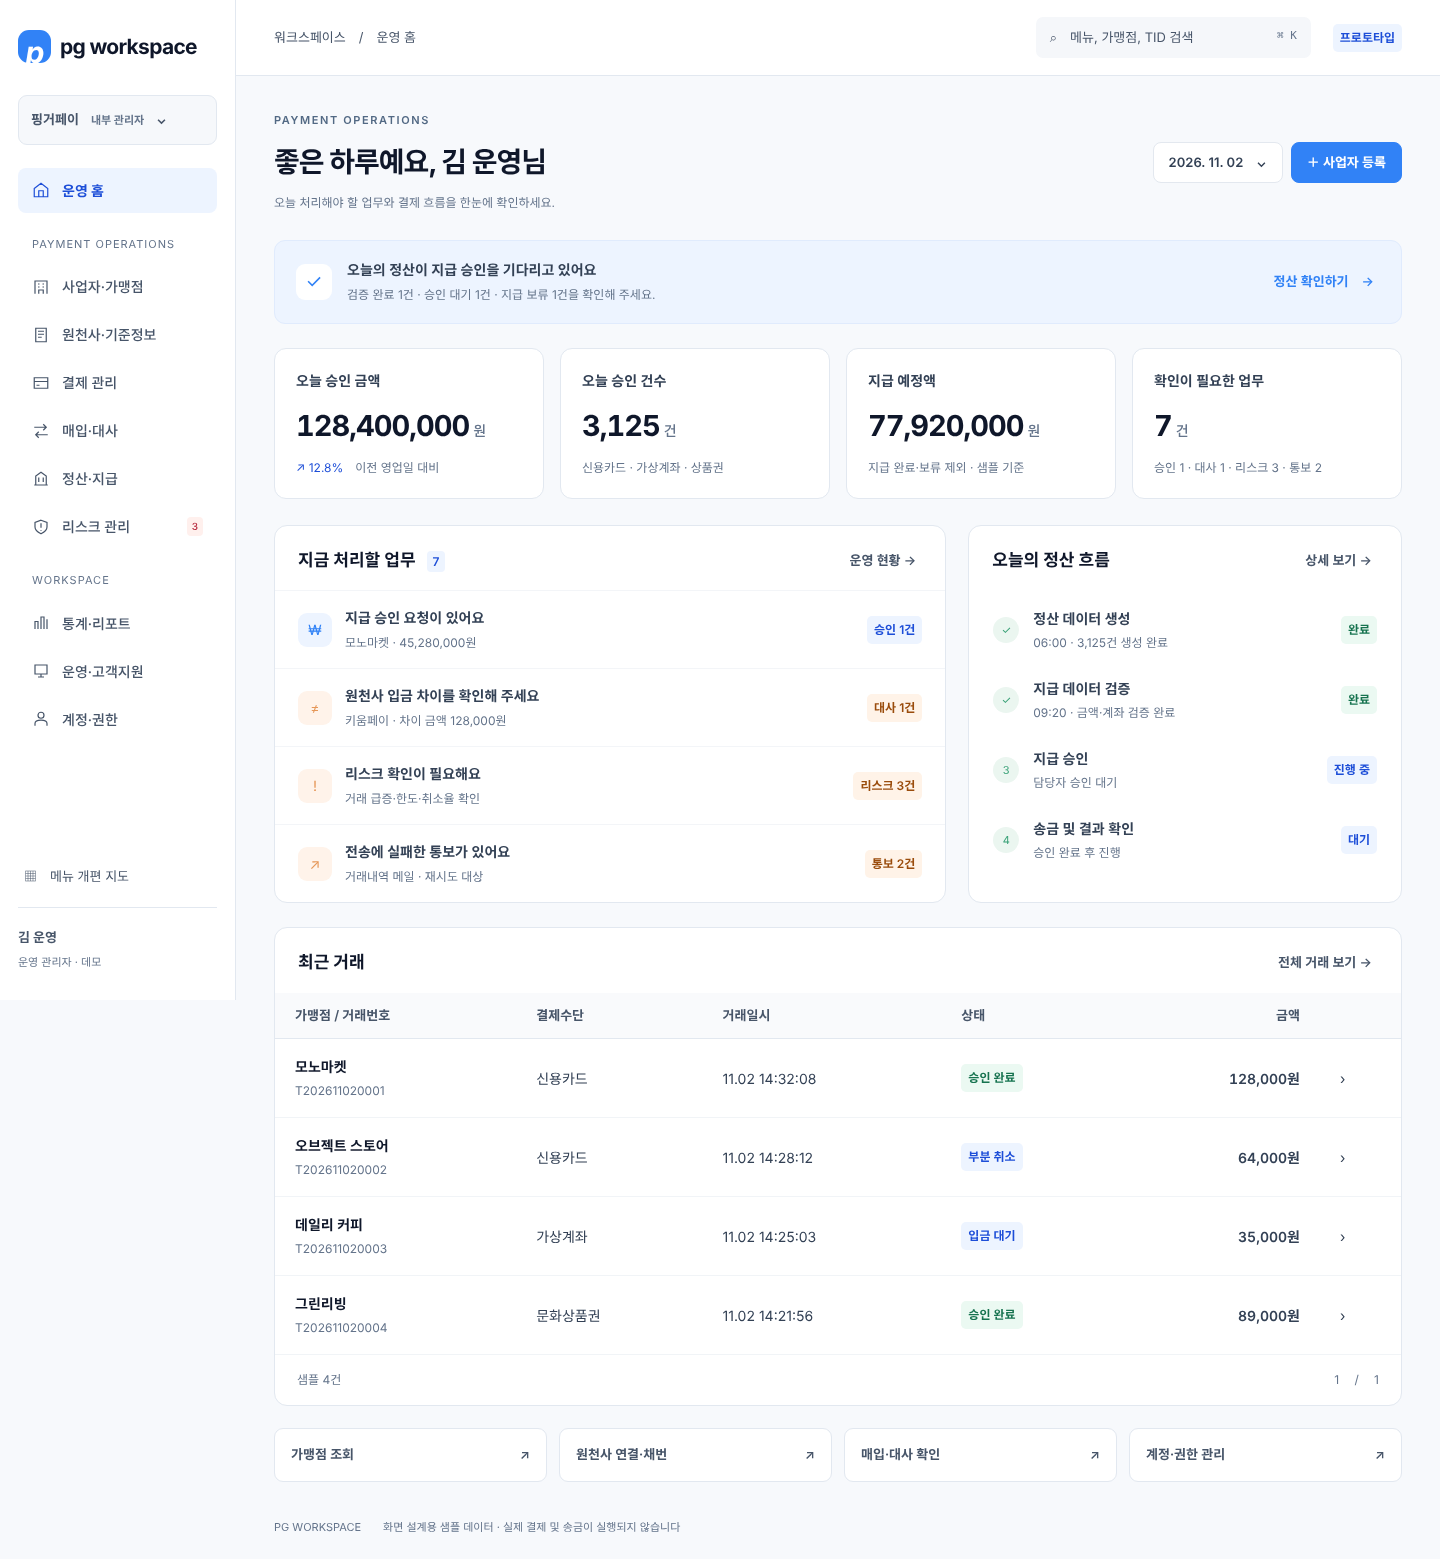 pg workspace
핑거페이 내부 관리자
운영 홈
PAYMENT OPERATIONS
사업자·가맹점
원천사·기준정보
결제 관리
매입·대사
정산·지급
리스크 관리 3
WORKSPACE
통계·리포트
운영·고객지원
계정·권한
메뉴 개편 지도
김 운영
운영 관리자 · 데모
워크스페이스 / 운영 홈
메뉴, 가맹점, TID 검색 ⌘ K
프로토타입
PAYMENT OPERATIONS
좋은 하루예요, 김 운영님
오늘 처리해야 할 업무와 결제 흐름을 한눈에 확인하세요.
2026. 11. 02
+ 사업자 등록
오늘의 정산이 지급 승인을 기다리고 있어요
검증 완료 1건 · 승인 대기 1건 · 지급 보류 1건을 확인해 주세요.
정산 확인하기 →
오늘 승인 금액
128,400,000 원
↗ 12.8% 이전 영업일 대비
오늘 승인 건수
3,125 건
신용카드 · 가상계좌 · 상품권
지급 예정액
77,920,000 원
지급 완료·보류 제외 · 샘플 기준
확인이 필요한 업무
7 건
승인 1 · 대사 1 · 리스크 3 · 통보 2
지금 처리할 업무 7
운영 현황 →
₩ 지급 승인 요청이 있어요
모노마켓 · 45,280,000원
승인 1건
≠ 원천사 입금 차이를 확인해 주세요
키움페이 · 차이 금액 128,000원
대사 1건
! 리스크 확인이 필요해요
거래 급증·한도·취소율 확인
리스크 3건
↗ 전송에 실패한 통보가 있어요
거래내역 메일 · 재시도 대상
통보 2건
오늘의 정산 흐름
상세 보기 →
✓ 정산 데이터 생성
06:00 · 3,125건 생성 완료
완료
✓ 지급 데이터 검증
09:20 · 금액·계좌 검증 완료
완료
3 지급 승인
담당자 승인 대기
진행 중
4 송금 및 결과 확인
승인 완료 후 진행
대기
최근 거래
전체 거래 보기 →
가맹점 / 거래번호 결제수단 거래일시 상태 금액
모노마켓
T202611020001
신용카드 11.02 14:32:08 승인 완료 128,000원 ›
오브젝트 스토어
T202611020002
신용카드 11.02 14:28:12 부분 취소 64,000원 ›
데일리 커피
T202611020003
가상계좌 11.02 14:25:03 입금 대기 35,000원 ›
그린리빙
T202611020004
문화상품권 11.02 14:21:56 승인 완료 89,000원 ›
샘플 4건
1 / 1
가맹점 조회 ↗
원천사 연결·채번 ↗
매입·대사 확인 ↗
계정·권한 관리 ↗
PG WORKSPACE 화면 설계용 샘플 데이터 · 실제 결제 및 송금이 실행되지 않습니다